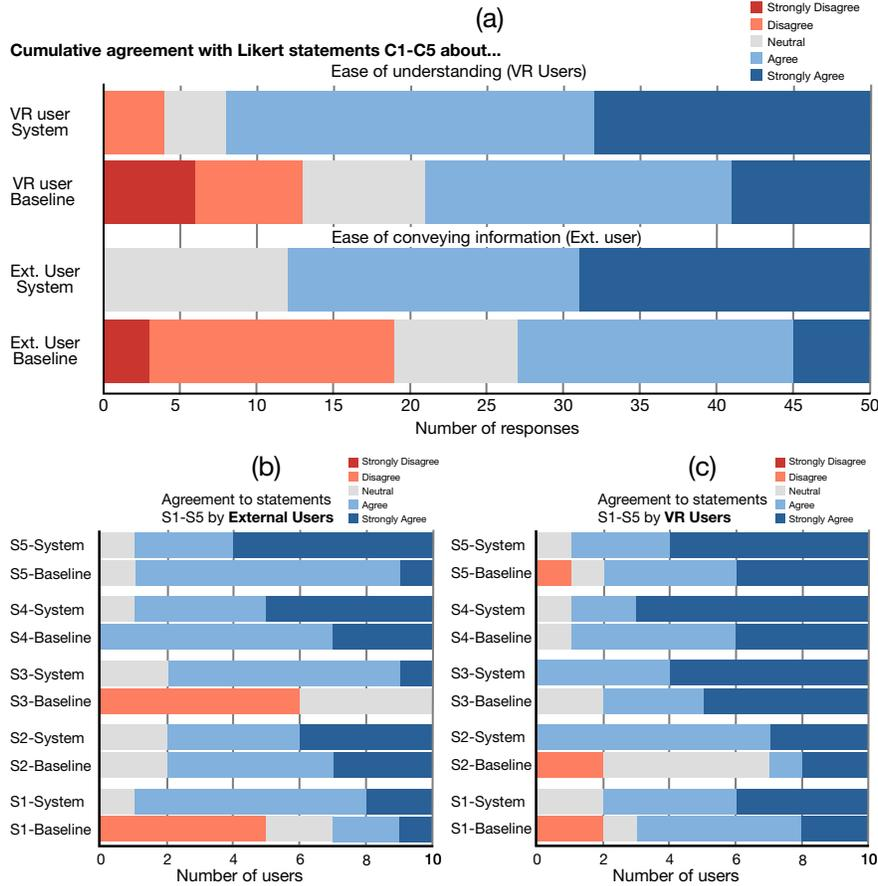 (a)
Strongly Disagree
Disagree
Neutral
Agree
Strongly Agree
Cumulative agreement with Likert statements C1-C5 about...
Ease of understanding (VR Users)
VR user
System
VR user
Baseline
Ease of conveying information (Ext. user)
Ext. User
System
Ext. User
Baseline
0 5 10 15 20 25 30 35 40 45 50
Number of responses
(b)
Strongly Disagree
Disagree
Neutral
Agree
Strongly Agree
Agreement to statements
S1-S5 by External Users
S5-System
S5-Baseline
S4-System
S4-Baseline
S3-System
S3-Baseline
S2-System
S2-Baseline
S1-System
S1-Baseline
0 2 4 6 8 10
Number of users
(c)
Strongly Disagree
Disagree
Neutral
Agree
Strongly Agree
Agreement to statements
S1-S5 by VR Users
S5-System
S5-Baseline
S4-System
S4-Baseline
S3-System
S3-Baseline
S2-System
S2-Baseline
S1-System
S1-Baseline
0 2 4 6 8 10
Number of users